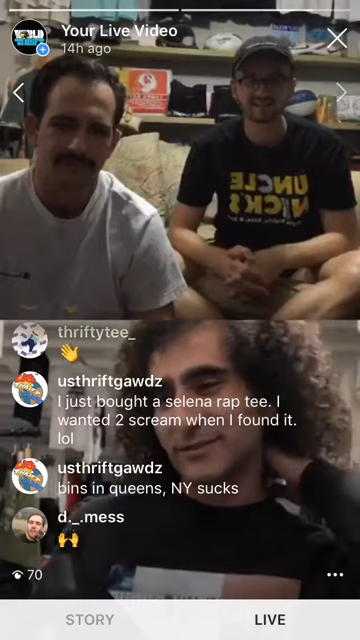 Your Live Video
14h ago
WORLD
UNCLE
NICK'S
thriftytee_
👋
usthriftgawdz
I just bought a selena rap tee. I
wanted 2 scream when I found it.
lol
usthriftgawdz
bins in queens, NY sucks
d._.mess
🙌
70
STORY
LIVE